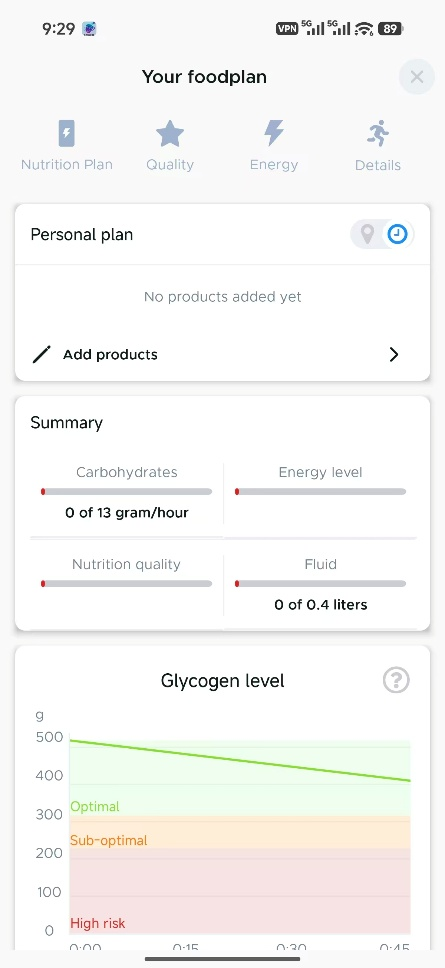 9:29
VPN 5G 5G 6 89
Your foodplan
Nutrition Plan Quality Energy Details
Personal plan
No products added yet
Add products
Summary
Carbohydrates Energy level
0 of 13 gram/hour
Nutrition quality Fluid
0 of 0.4 liters
Glycogen level ?
g
500
400
300
Optimal
Sub-optimal
200
100
High risk
0
0:00 0:15 0:30 0:45